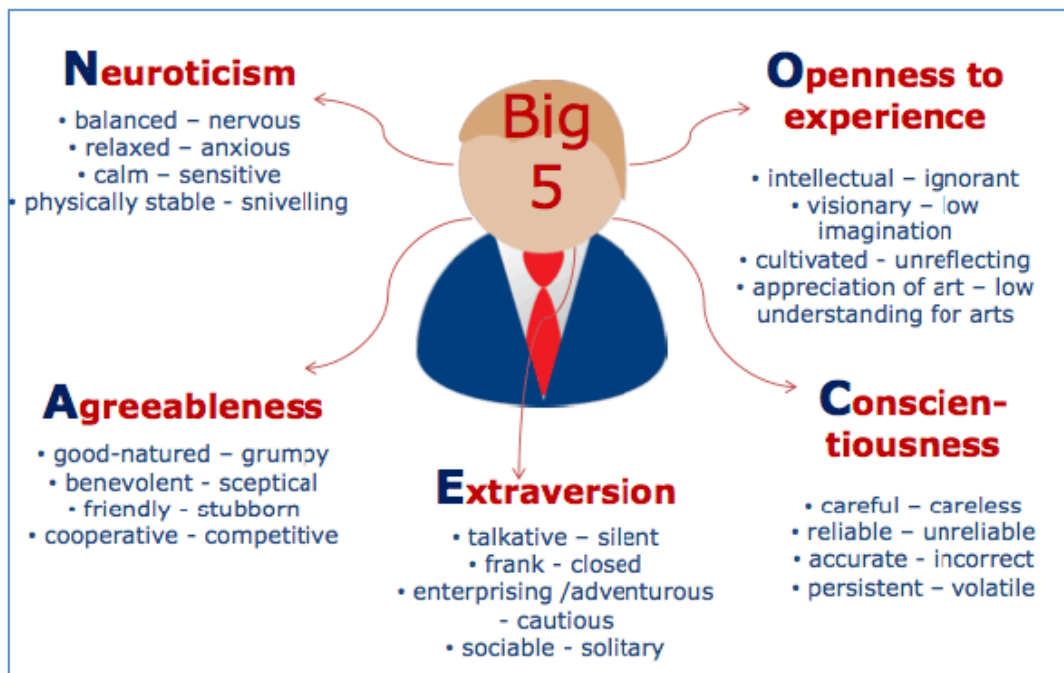 Big
5
Neuroticism
• balanced – nervous
• relaxed – anxious
• calm – sensitive
• physically stable - snivelling
Openness to
experience
• intellectual – ignorant
• visionary – low
imagination
• cultivated - unreflecting
• appreciation of art – low
understanding for arts
Agreeableness
• good-natured – grumpy
• benevolent - sceptical
• friendly - stubborn
• cooperative - competitive
Extraversion
• talkative – silent
• frank - closed
• enterprising /adventurous
- cautious
• sociable - solitary
Conscien-
tiousness
• careful – careless
• reliable – unreliable
• accurate - incorrect
• persistent – volatile